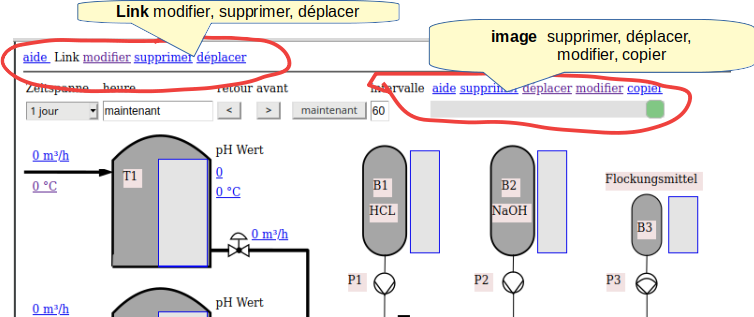 Link modifier, supprimer, déplacer
image supprimer, déplacer,
modifier, copier
aide Link modifier supprimer déplacer
Zeitspanne heure retour avant intervalle aide supprimer déplacer modifier copier
1 jour maintenant < > maintenant 60
0 m³/h
0 °C
T1
pH Wert
0
0 °C
0 m³/h
B1
HCL
B2
NaOH
Flockungsmittel
B3
P1
P2
P3
0 m³/h
pH Wert